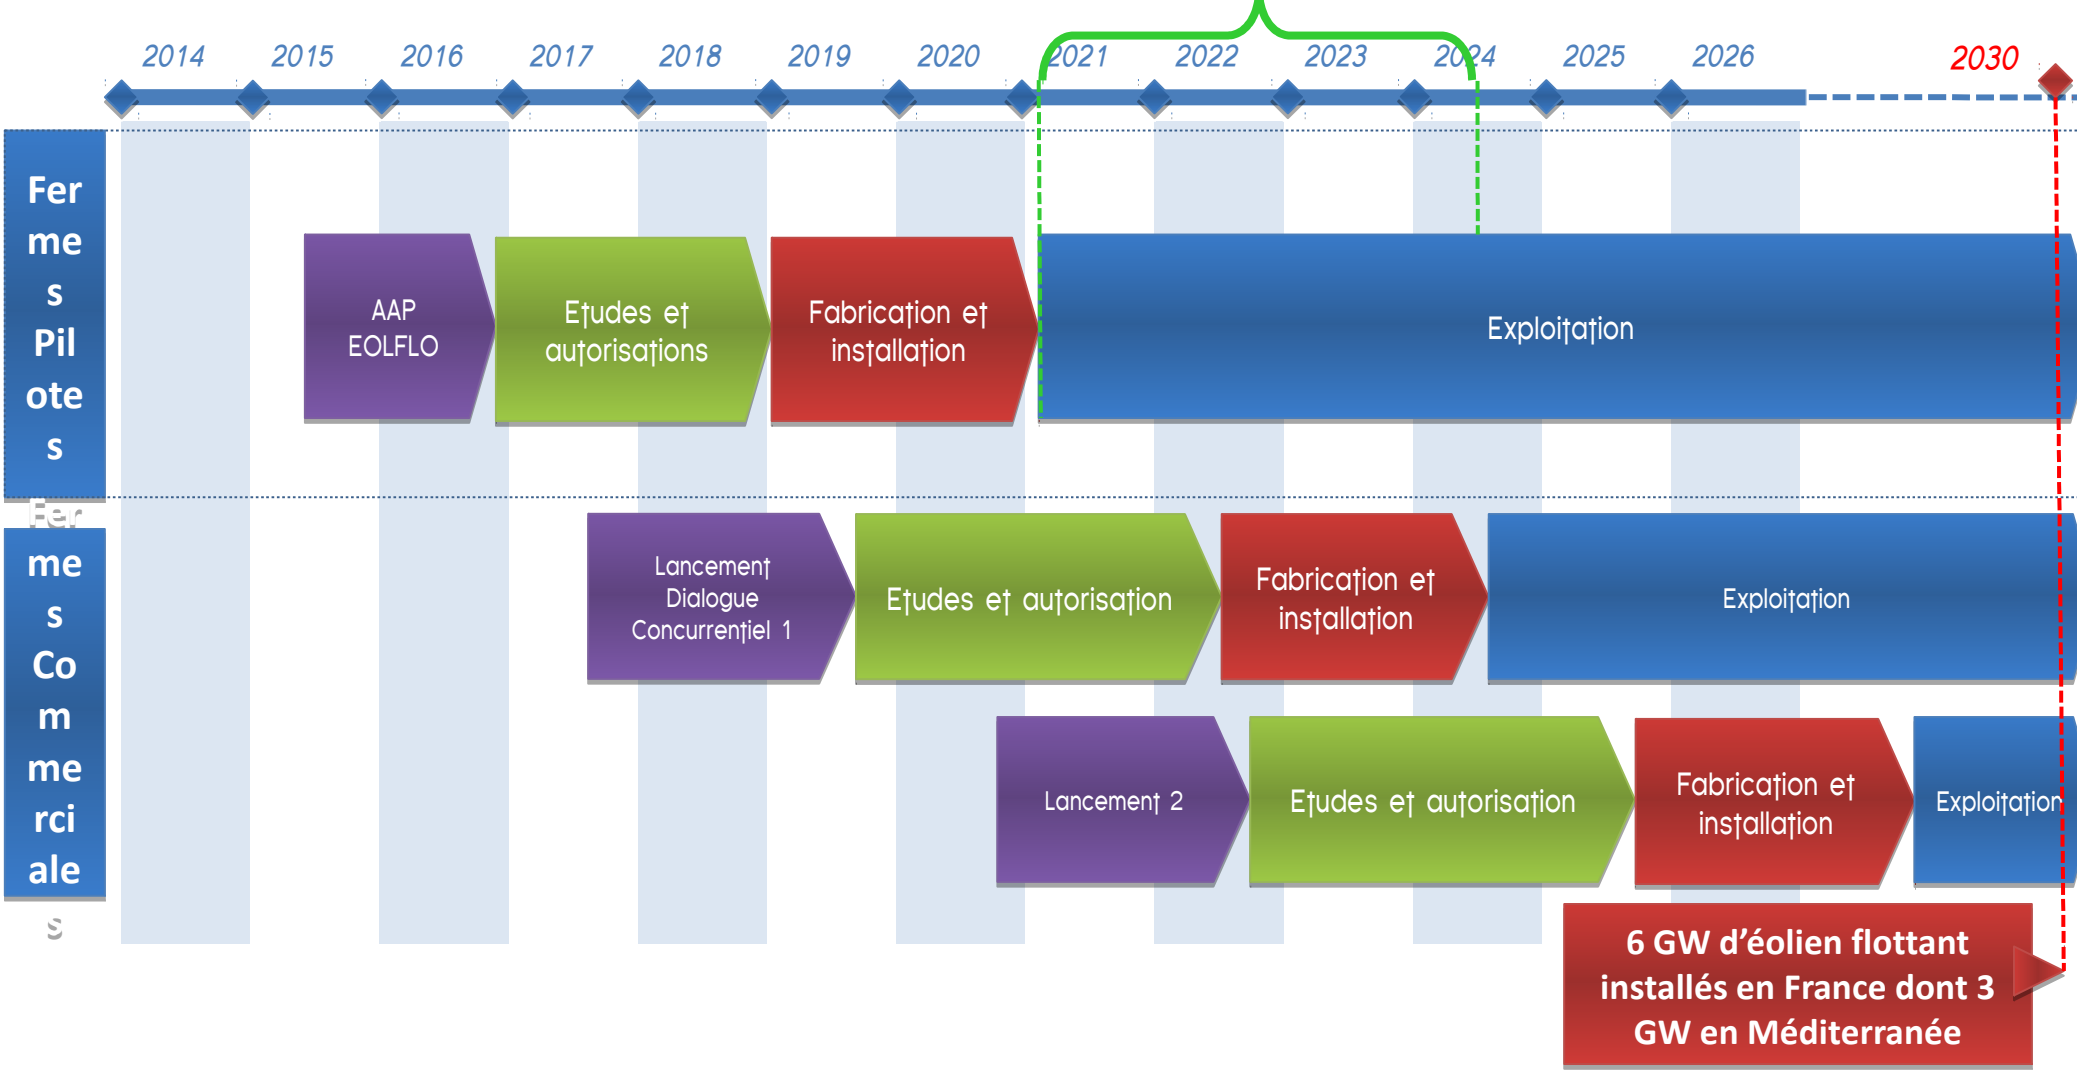 2014 2015 2016 2017 2018 2019 2020 2021 2022 2023 2024 2025 2026 2030
Fer
me
s
Pil
ote
s
AAP
EOLFLO
Etudes et
autorisations
Fabrication et
installation
Exploitation
Fer
me
s
Co
m
me
rci
ale
s
Lancement
Dialogue
Concurrentiel 1
Etudes et autorisation
Fabrication et
installation
Exploitation
Lancement 2
Etudes et autorisation
Fabrication et
installation
Exploitation
6 GW d’éolien flottant
installés en France dont 3
GW en Méditerranée